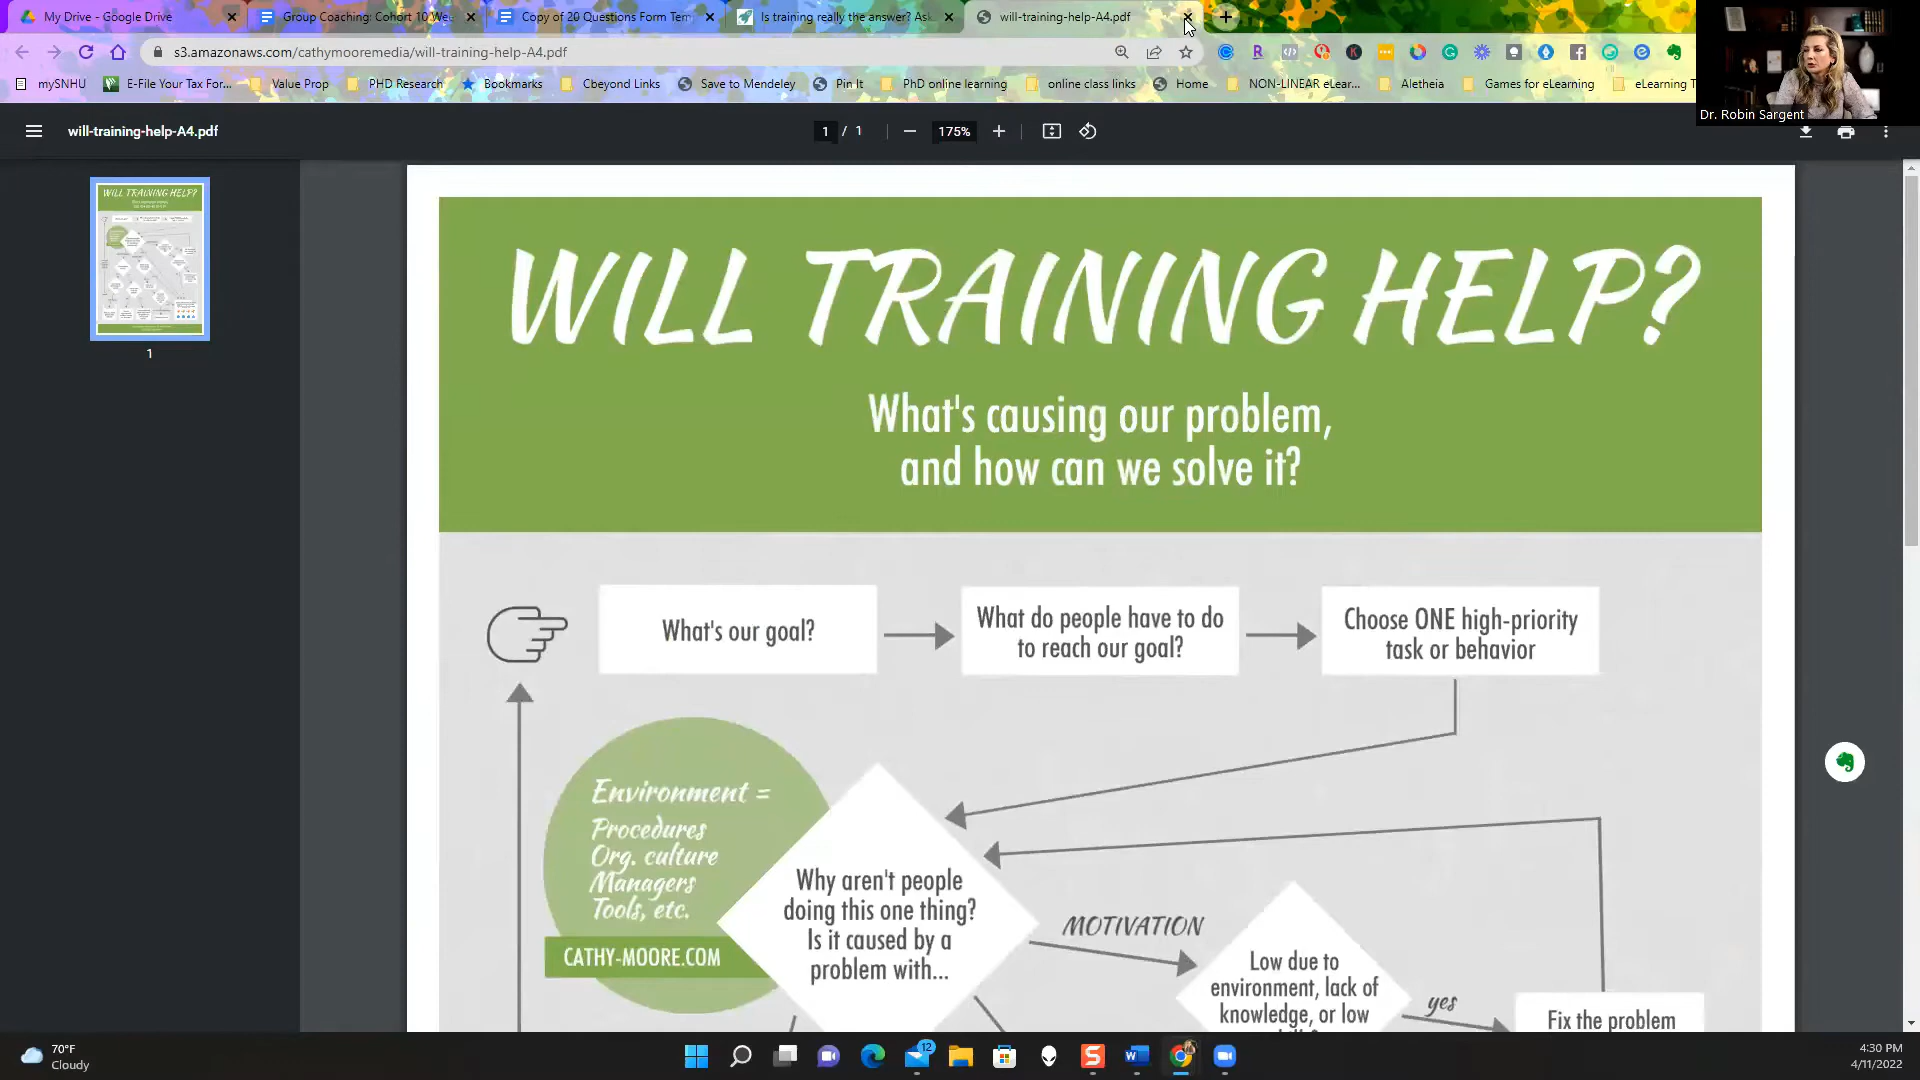 My Drive - Google Drive
Group Coaching: Cohort 10 We
Copy of 20 Questions Form Tem
Is training really the answer? Ask
will-training-help-A4.pdf
s3.amazonaws.com/cathymooremedia/will-training-help-A4.pdf
mySNHU
E-File Your Tax For...
Value Prop
PHD Research
Bookmarks
Cbeyond Links
Save to Mendeley
Pin It
PhD online learning
online class links
Home
NON-LINEAR eLear...
Aletheia
Games for eLearning
eLearning T
Dr. Robin Sargent
will-training-help-A4.pdf
1 / 1
175%
WILL TRAINING HELP?
1
WILL TRAINING HELP?
What's causing our problem,
and how can we solve it?
What's our goal?
What do people have to do
to reach our goal?
Choose ONE high-priority
task or behavior
Environment =
Procedures
Org. culture
Managers
Tools, etc.
CATHY-MOORE.COM
Why aren't people
doing this one thing?
Is it caused by a
problem with...
MOTIVATION
Low due to
environment, lack of
knowledge, or low
yes
Fix the problem
70°F
Cloudy
12
4:30 PM
4/11/2022